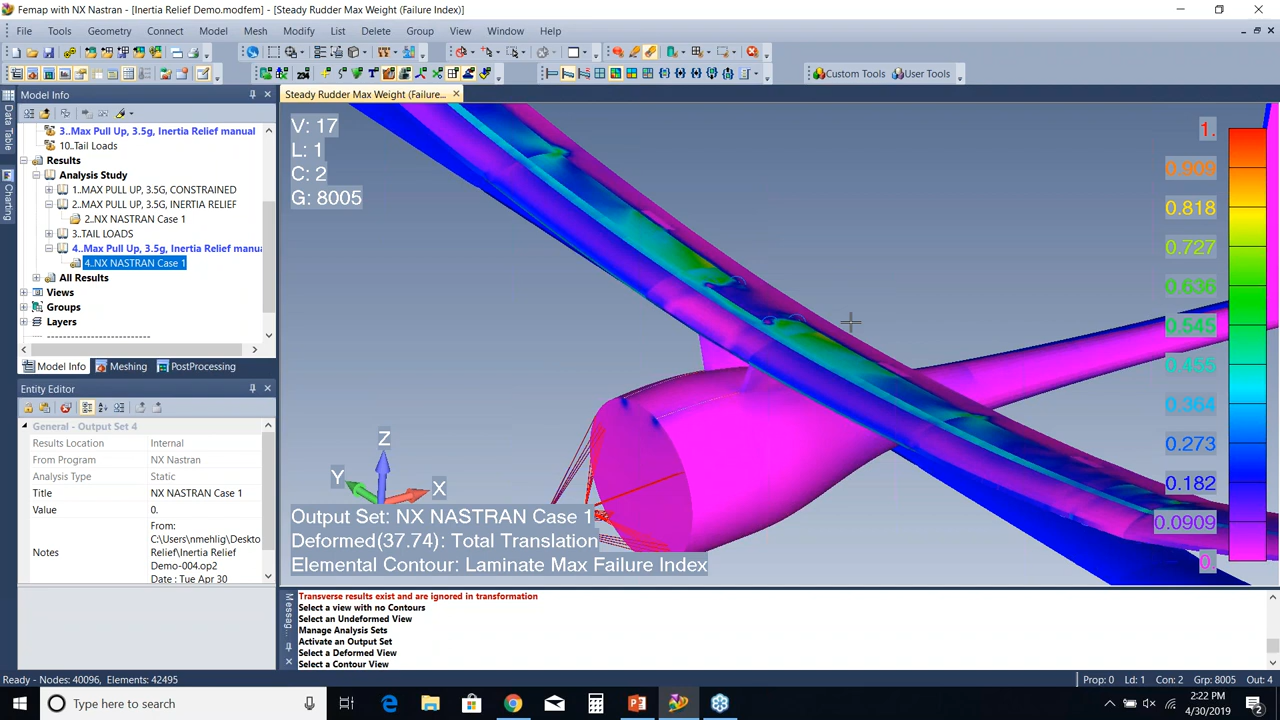 Femap with NX Nastran - [Inertia Relief Demo.modfem] - [Steady Rudder Max Weight (Failure Index)]
File Tools Geometry Connect Model Mesh Modify List Delete Group View Window Help
Custom Tools User Tools
Model Info
Steady Rudder Max Weight (Failure...
Data Table
Charting
3..Max Pull Up, 3.5g, Inertia Relief manual
10..Tail Loads
Results
Analysis Study
1..MAX PULL UP, 3.5G, CONSTRAINED
2..MAX PULL UP, 3.5G, INERTIA RELIEF
2..NX NASTRAN Case 1
3..TAIL LOADS
4..Max Pull Up, 3.5g, Inertia Relief manua
4..NX NASTRAN Case 1
All Results
Views
Groups
Layers
Model Info Meshing PostProcessing
Entity Editor
General - Output Set 4
Results Location Internal
From Program NX Nastran
Analysis Type Static
Title NX NASTRAN Case 1
Value 0.
Notes
From:
C:\Users\nmehlig\Deskto
Relief\Inertia Relief
Demo-004.op2
Date : Tue Apr 30
V: 17
L: 1
C: 2
G: 8005
1.
0.909
0.818
0.727
0.636
0.545
0.455
0.364
0.273
0.182
0.0909
0.
Z
Y
X
Output Set: NX NASTRAN Case 1
Deformed(37.74): Total Translation
Elemental Contour: Laminate Max Failure Index
Messag...
Transverse results exist and are ignored in transformation
Select a view with no Contours
Select an Undeformed View
Manage Analysis Sets
Activate an Output Set
Select a Deformed View
Select a Contour View
Ready - Nodes: 40096, Elements: 42495
Prop: 0 Ld: 1 Con: 2 Grp: 8005 Out: 4
Type here to search
2:22 PM
4/30/2019
2